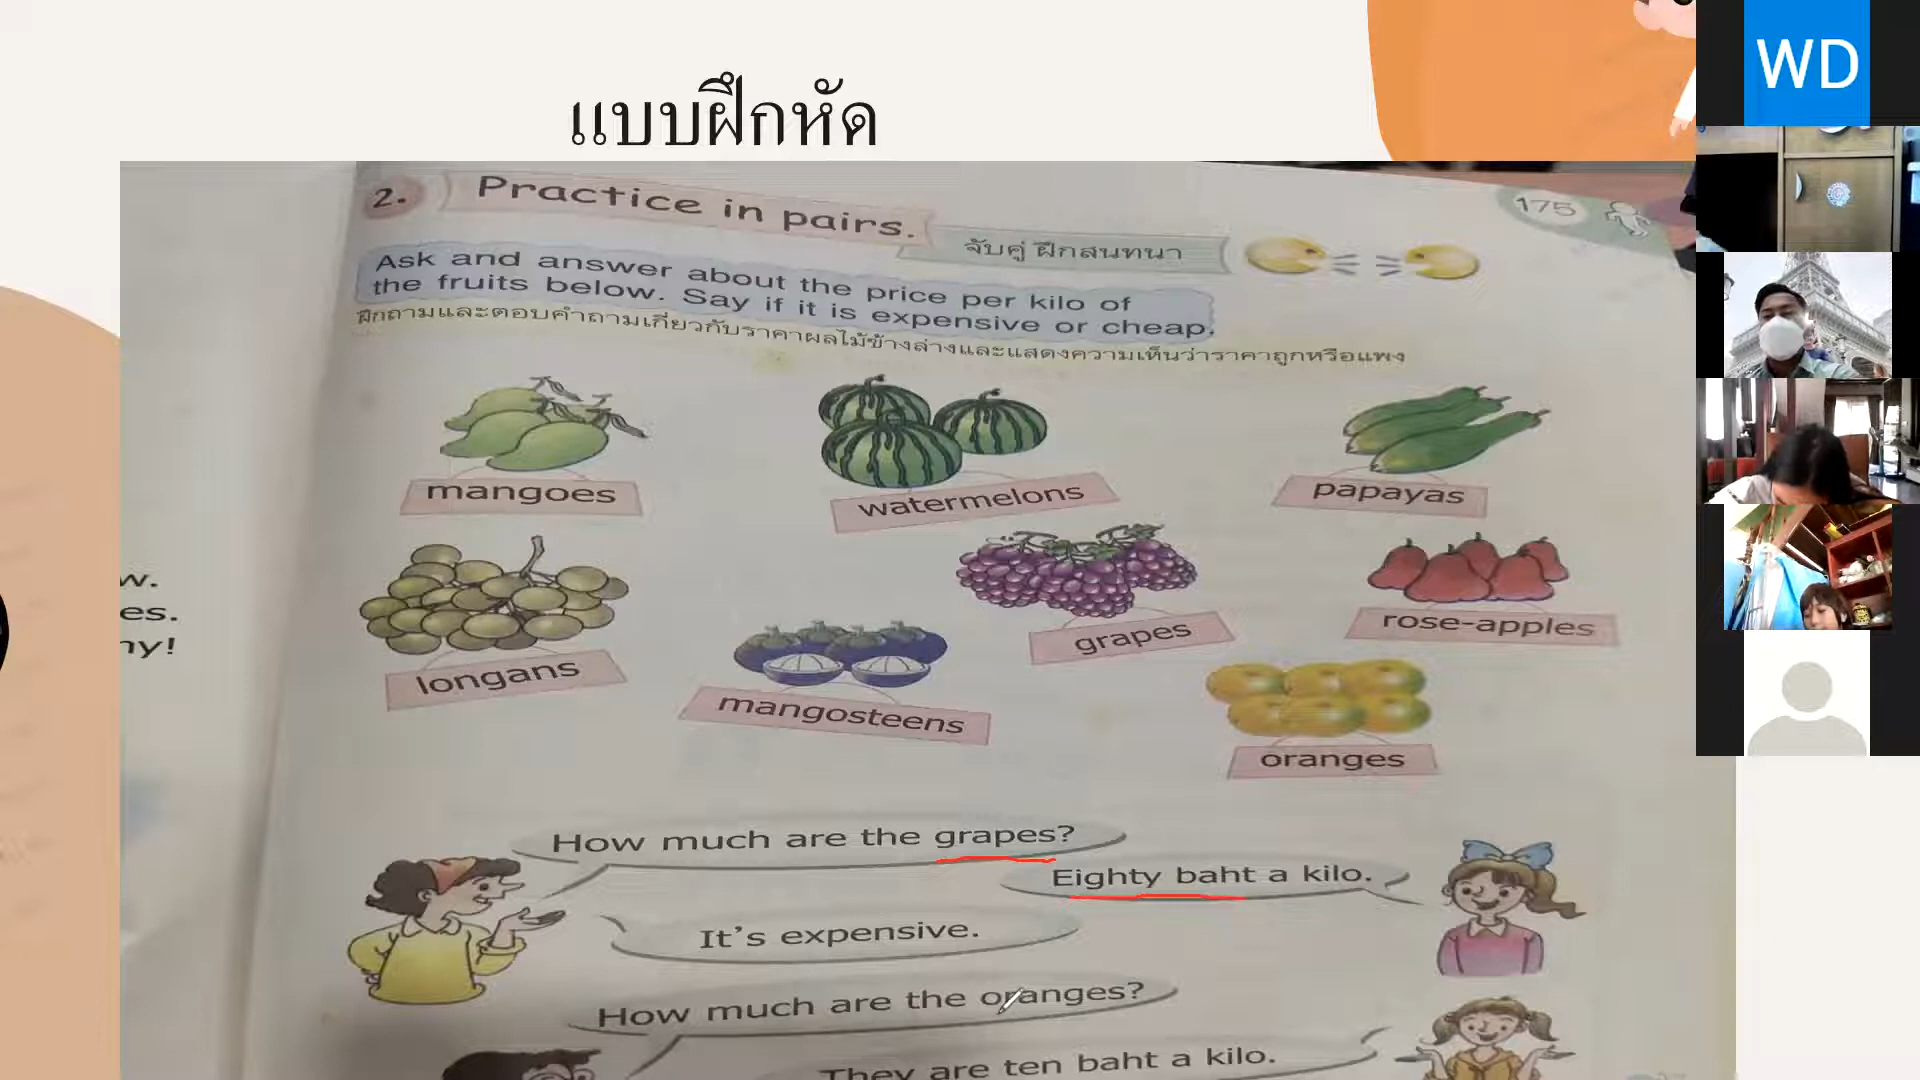 แบบฝึกหัด
WD
2. Practice in pairs.
175
จับคู่ ฝึกสนทนา
Ask and answer about the price per kilo of
the fruits below. Say if it is expensive or cheap.
ฝึกถามและตอบคำถามเกี่ยวกับราคาผลไม้ข้างล่างและแสดงความเห็นว่าราคาถูกหรือแพง
mangoes
watermelons
papayas
longans
mangosteens
grapes
rose-apples
oranges
w.
es.
ny!
How much are the grapes?
Eighty baht a kilo.
It's expensive.
How much are the oranges?
They are ten baht a kilo.